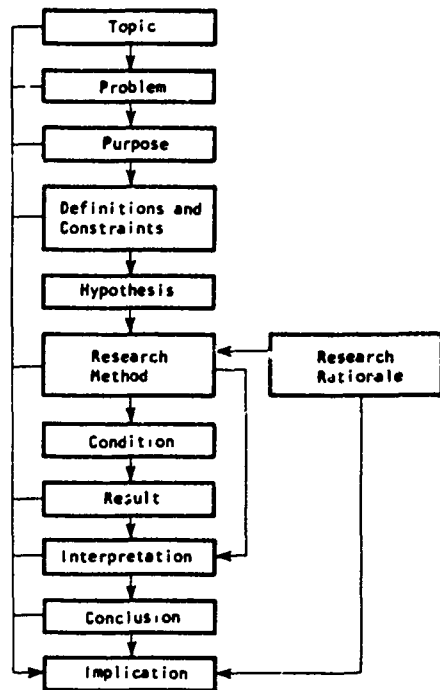 Topic
Problem
Purpose
Definitions and
Constraints
Hypothesis
Research
Method
Research
Rationale
Condition
Result
Interpretation
Conclusion
Implication